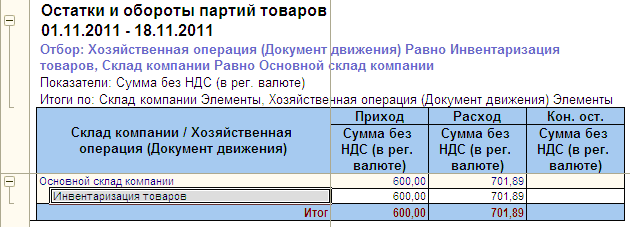 Остатки и обороты партий товаров
01.11.2011 - 18.11.2011
Отбор: Хозяйственная операция (Документ движения) Равно Инвентаризация
товаров, Склад компании Равно Основной склад компании
Показатели: Сумма без НДС (в рег. валюте)
Итоги по: Склад компании Элементы, Хозяйственная операция (Документ движения) Элементы
Склад компании / Хозяйственная
операция (Документ движения)
Приход
Расход
Кон. ост.
Сумма без
НДС (в рег.
валюте)
Сумма без
НДС (в рег.
валюте)
Сумма без
НДС (в рег.
валюте)
Основной склад компании 600,00 701,89
Инвентаризация товаров 600,00 701,89
Итог 600,00 701,89